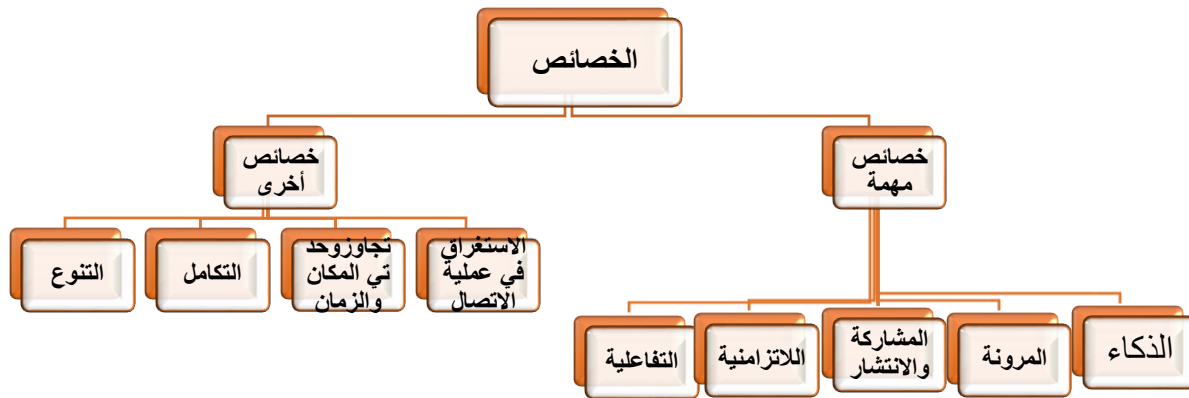 الخصائص
خصائص
مهمة
خصائص
أخرى
الاستغراق
في عملية
الاتصال
تجاوزوحد
تي المكان
والزمان
التكامل
التنوع
الذكاء
المرونة
المشاركة
والانتشار
اللاتزامنية
التفاعلية